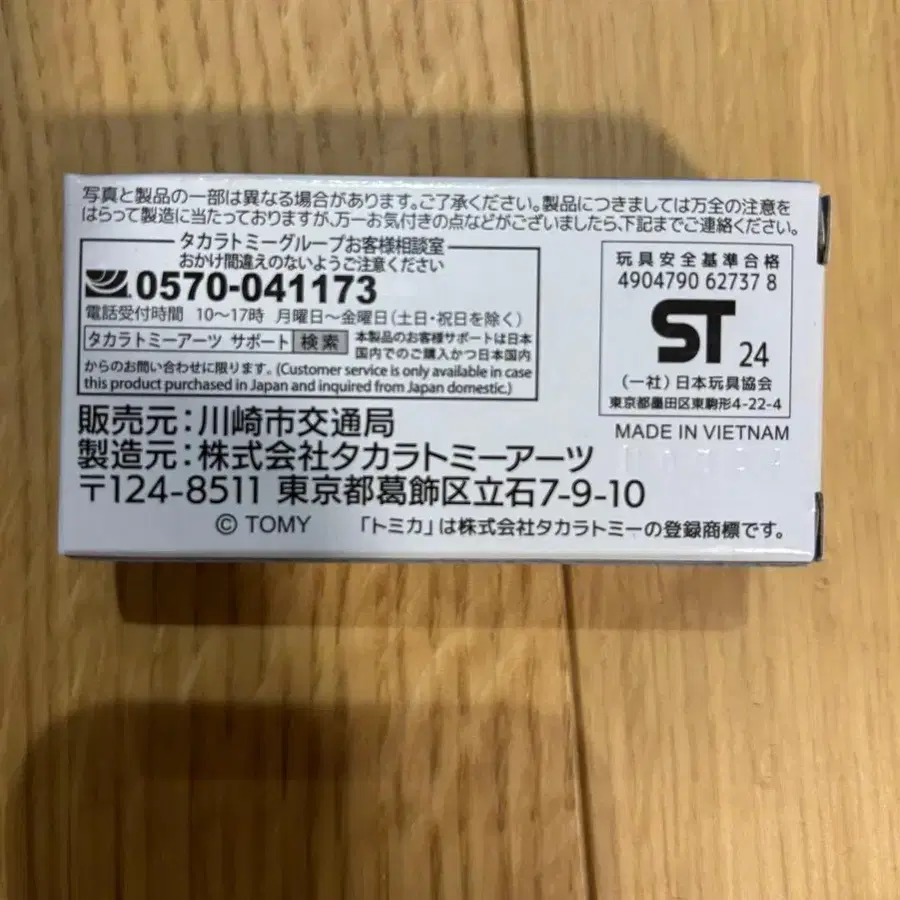 写真と製品の一部は異なる場合があります。ご了承ください。製品につきましては万全の注意を
はらって製造に当たっておりますが、万一お気付きの点などがございましたら、下記までご連絡ください。
タカラトミーグループお客様相談室
おかけ間違えのないようご注意ください
0570-041173
電話受付時間 10〜17時 月曜日〜金曜日(土日・祝日を除く)
タカラトミーアーツ サポート 検索 本製品のお客様サポートは日本
国内でのご購入かつ日本国内
からのお問い合わせに限ります。(Customer service is only available in case
this product purchased in Japan and inquired from Japan domestic.)
玩具安全基準合格
4904790 62737 8
ST 24
(一社)日本玩具協会
東京都墨田区東駒形4-22-4
MADE IN VIETNAM
販売元:川崎市交通局
製造元:株式会社タカラトミーアーツ
〒124-8511 東京都葛飾区立石7-9-10
© TOMY 「トミカ」は株式会社タカラトミーの登録商標です。